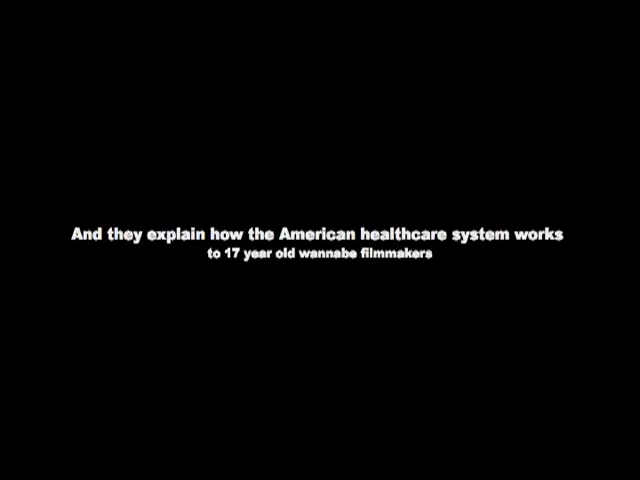 And they explain how the American healthcare system works
to 17 year old wannabe filmmakers